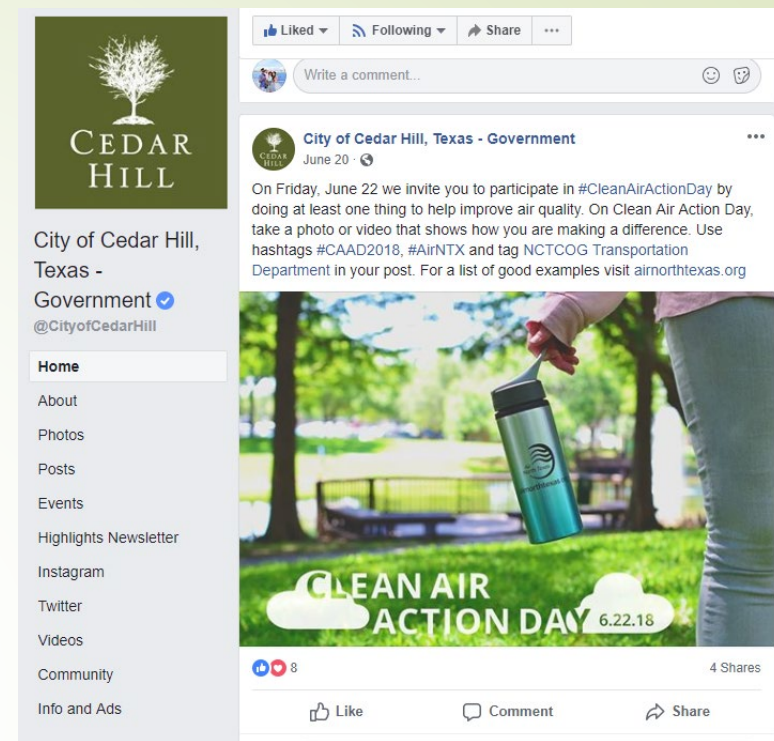 CEDAR
HILL
City of Cedar Hill,
Texas -
Government
@CityofCedarHill
Home
About
Photos
Posts
Events
Highlights Newsletter
Instagram
Twitter
Videos
Community
Info and Ads
Liked
Following
Share
Write a comment...
CEDAR
HILL
City of Cedar Hill, Texas - Government
June 20
On Friday, June 22 we invite you to participate in #CleanAirActionDay by
doing at least one thing to help improve air quality. On Clean Air Action Day,
take a photo or video that shows how you are making a difference. Use
hashtags #CAAD2018, #AirNTX and tag NCTCOG Transportation
Department in your post. For a list of good examples visit airnorthtexas.org
CLEAN AIR
ACTION DAY 6.22.18
8
4 Shares
Like
Comment
Share